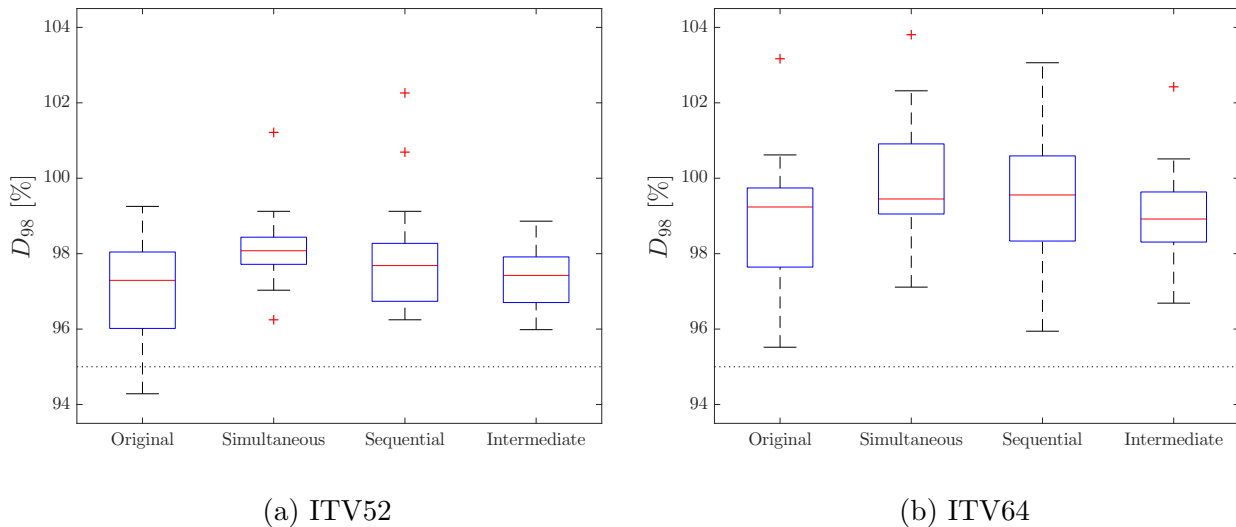 104
102
100
98
96
94
D98 [%]
Original Simultaneous Sequential Intermediate
(a) ITV52
104
102
100
98
96
94
D98 [%]
Original Simultaneous Sequential Intermediate
(b) ITV64